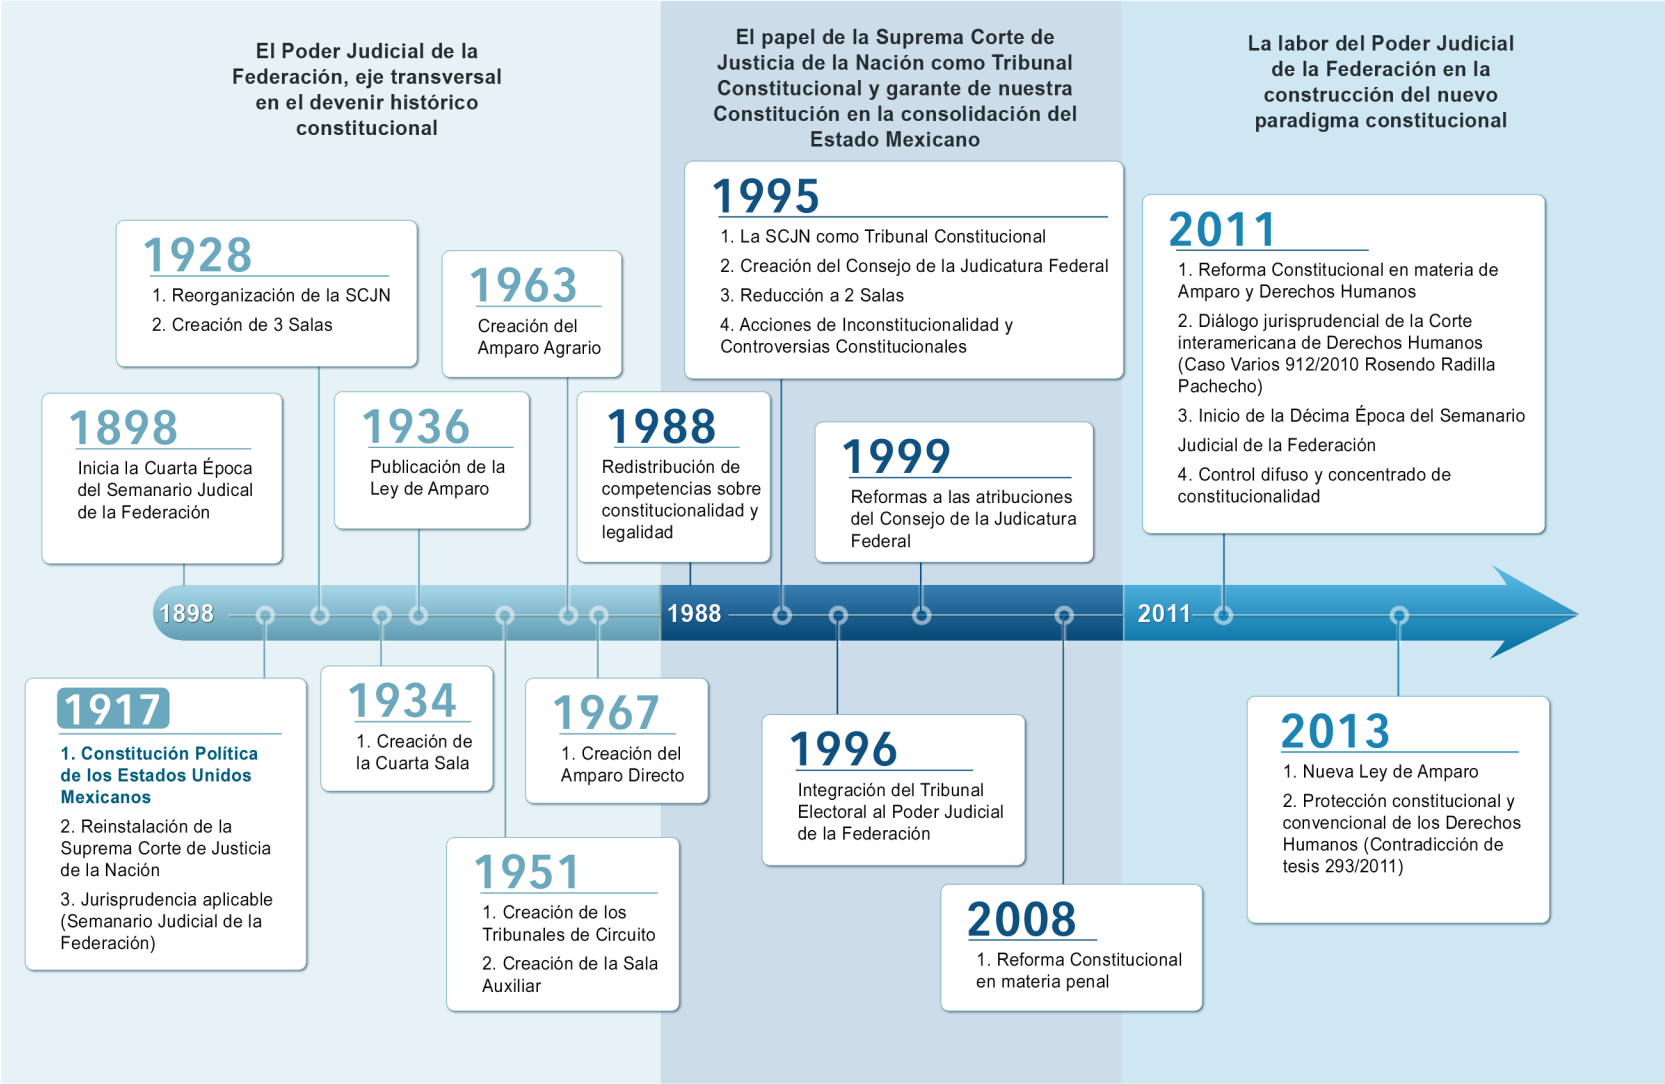 El Poder Judicial de la
Federación, eje transversal
en el devenir histórico
constitucional
El papel de la Suprema Corte de
Justicia de la Nación como Tribunal
Constitucional y garante de nuestra
Constitución en la consolidación del
Estado Mexicano
La labor del Poder Judicial
de la Federación en la
construcción del nuevo
paradigma constitucional
1928
1. Reorganización de la SCJN
2. Creación de 3 Salas
1963
Creación del
Amparo Agrario
1995
1. La SCJN como Tribunal Constitucional
2. Creación del Consejo de la Judicatura Federal
3. Reducción a 2 Salas
4. Acciones de Inconstitucionalidad y
Controversias Constitucionales
2011
1. Reforma Constitucional en materia de
Amparo y Derechos Humanos
2. Diálogo jurisprudencial de la Corte
interamericana de Derechos Humanos
(Caso Varios 912/2010 Rosendo Radilla
Pachecho)
3. Inicio de la Décima Época del Semanario
Judicial de la Federación
4. Control difuso y concentrado de
constitucionalidad
1898
Inicia la Cuarta Época
del Semanario Judical
de la Federación
1936
Publicación de la
Ley de Amparo
1988
Redistribución de
competencias sobre
constitucionalidad y
legalidad
1999
Reformas a las atribuciones
del Consejo de la Judicatura
Federal
1898
1988
2011
1917
1. Constitución Política
de los Estados Unidos
Mexicanos
2. Reinstalación de la
Suprema Corte de Justicia
de la Nación
3. Jurisprudencia aplicable
(Semanario Judicial de la
Federación)
1934
1. Creación de
la Cuarta Sala
1967
1. Creación del
Amparo Directo
1951
1. Creación de los
Tribunales de Circuito
2. Creación de la Sala
Auxiliar
1996
Integración del Tribunal
Electoral al Poder Judicial
de la Federación
2008
1. Reforma Constitucional
en materia penal
2013
1. Nueva Ley de Amparo
2. Protección constitucional y
convencional de los Derechos
Humanos (Contradicción de
tesis 293/2011)